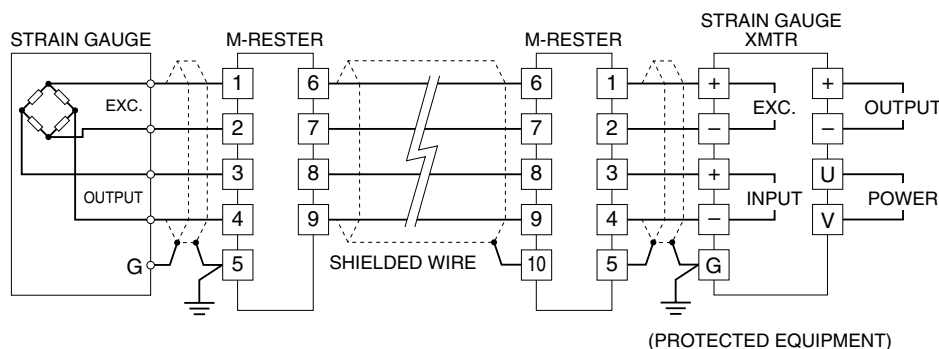 STRAIN GAUGE
XMTR
STRAIN GAUGE M-RESTER M-RESTER
1 6 6 1 + +
EXC. EXC. OUTPUT
2 7 7 2 − −
3 8 8 3 + U
OUTPUT INPUT POWER
4 9 9 4 − V
G 5 SHIELDED WIRE 10 5 G
(PROTECTED EQUIPMENT)